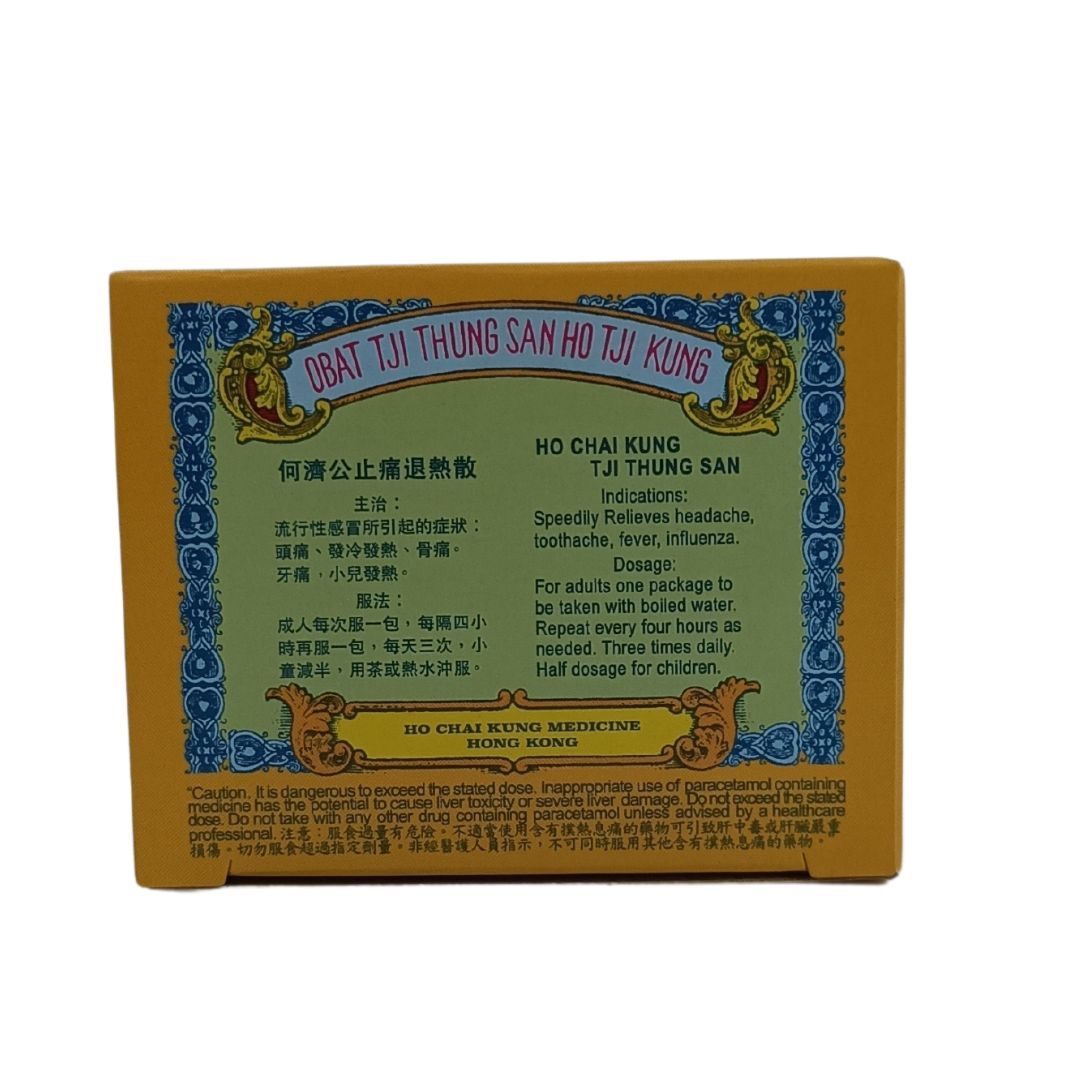 OBAT TJI THUNG SAN HO TJI KUNG
何濟公止痛退熱散
主治：
流行性感冒所引起的症狀：
頭痛、發冷發熱、骨痛。
牙痛，小兒發熱。
服法：
成人每次服一包，每隔四小
時再服一包，每天三次，小
童減半，用茶或熱水沖服。
HO CHAI KUNG
TJI THUNG SAN
Indications:
Speedily Relieves headache,
toothache, fever, influenza.
Dosage:
For adults one package to
be taken with boiled water.
Repeat every four hours as
needed. Three times daily.
Half dosage for children.
HO CHAI KUNG MEDICINE
HONG KONG
"Caution. It is dangerous to exceed the stated dose. Inappropriate use of paracetamol containing
medicine has the potential to cause liver toxicity or severe liver damage. Do not exceed the stated
dose. Do not take with any other drug containing paracetamol unless advised by a healthcare
professional. 注意：服食過量有危險。不適當使用含有撲熱息痛的藥物可引致肝中毒或肝臟嚴重
損傷。切勿服食超過指定劑量。非經醫護人員指示，不可同時服用其他含有撲熱息痛的藥物。"